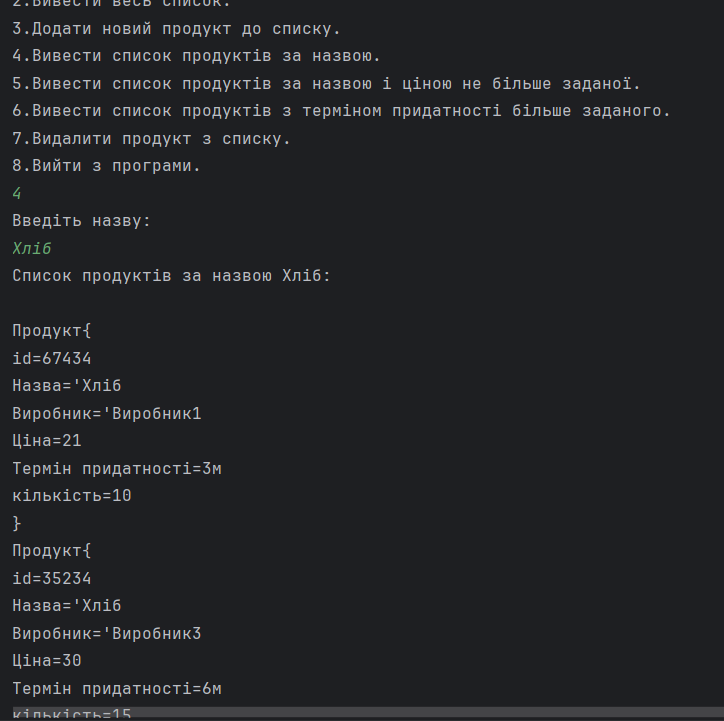 2.Вивести весь список.
3.Додати новий продукт до списку.
4.Вивести список продуктів за назвою.
5.Вивести список продуктів за назвою і ціною не більше заданої.
6.Вивести список продуктів з терміном придатності більше заданого.
7.Видалити продукт з списку.
8.Вийти з програми.
4
Введіть назву:
Хліб
Список продуктів за назвою Хліб:
Продукт{
id=67434
Назва='Хліб
Виробник='Виробник1
Ціна=21
Термін придатності=3м
кількість=10
}
Продукт{
id=35234
Назва='Хліб
Виробник='Виробник3
Ціна=30
Термін придатності=6м
кількість=15